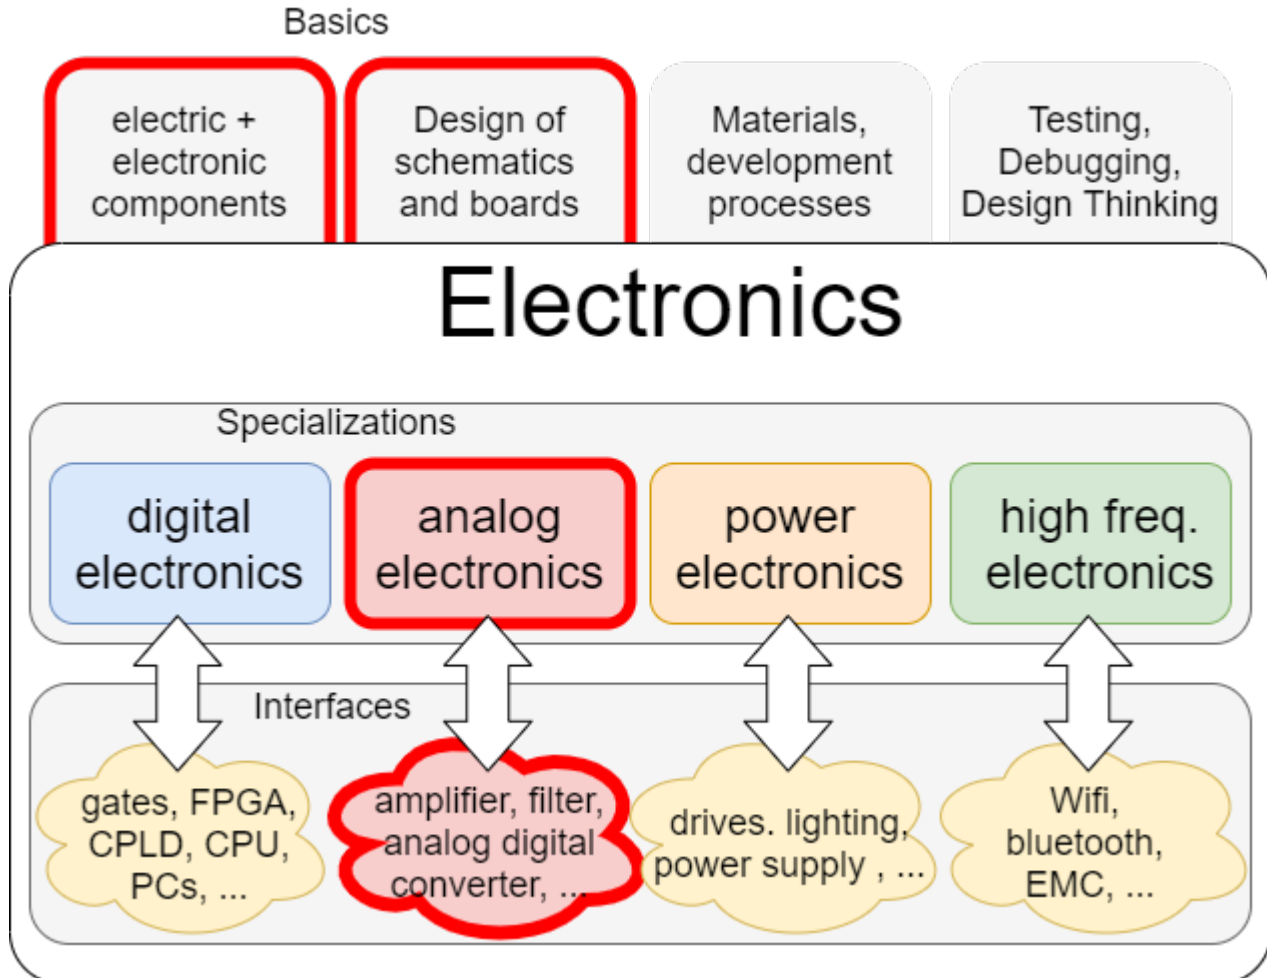 Basics
electric +
electronic
components
Design of
schematics
and boards
Materials,
development
processes
Testing,
Debugging,
Design Thinking
Electronics
Specializations
digital
electronics
analog
electronics
power
electronics
high freq.
electronics
Interfaces
gates, FPGA,
CPLD, CPU,
PCs, ...
amplifier, filter,
analog digital
converter, ...
drives. lighting,
power supply , ...
Wifi,
bluetooth,
EMC, ...